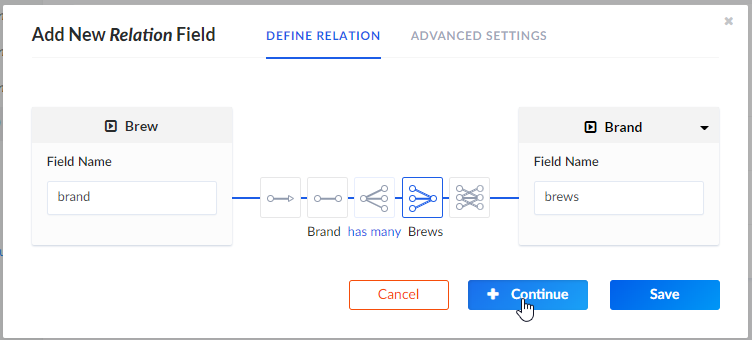 Add New Relation Field
DEFINE RELATION
ADVANCED SETTINGS
Brew
Field Name
brand
Brand has many Brews
Brand
Field Name
brews
Cancel
Continue
Save